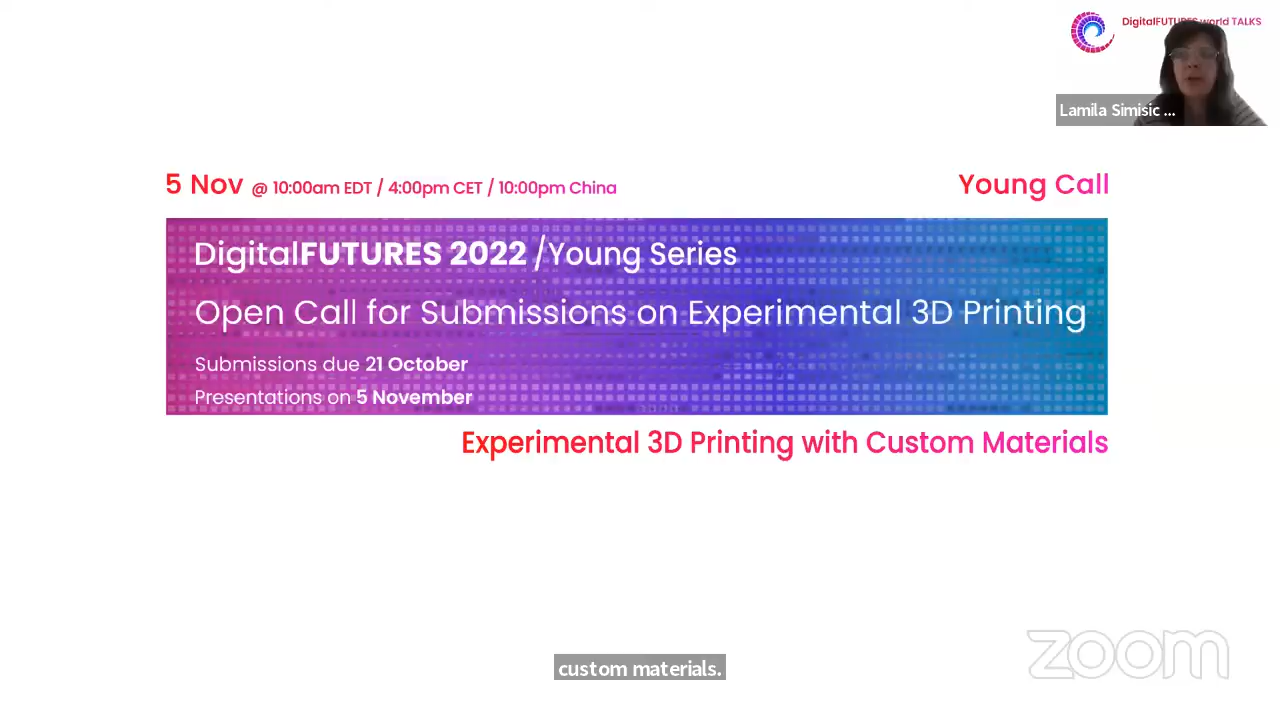 DigitalFUTURES world TALKS
Lamila Simisic ...
5 Nov @ 10:00am EDT / 4:00pm CET / 10:00pm China
Young Call
DigitalFUTURES 2022 /Young Series
Open Call for Submissions on Experimental 3D Printing
Submissions due 21 October
Presentations on 5 November
Experimental 3D Printing with Custom Materials
custom materials.
zoom